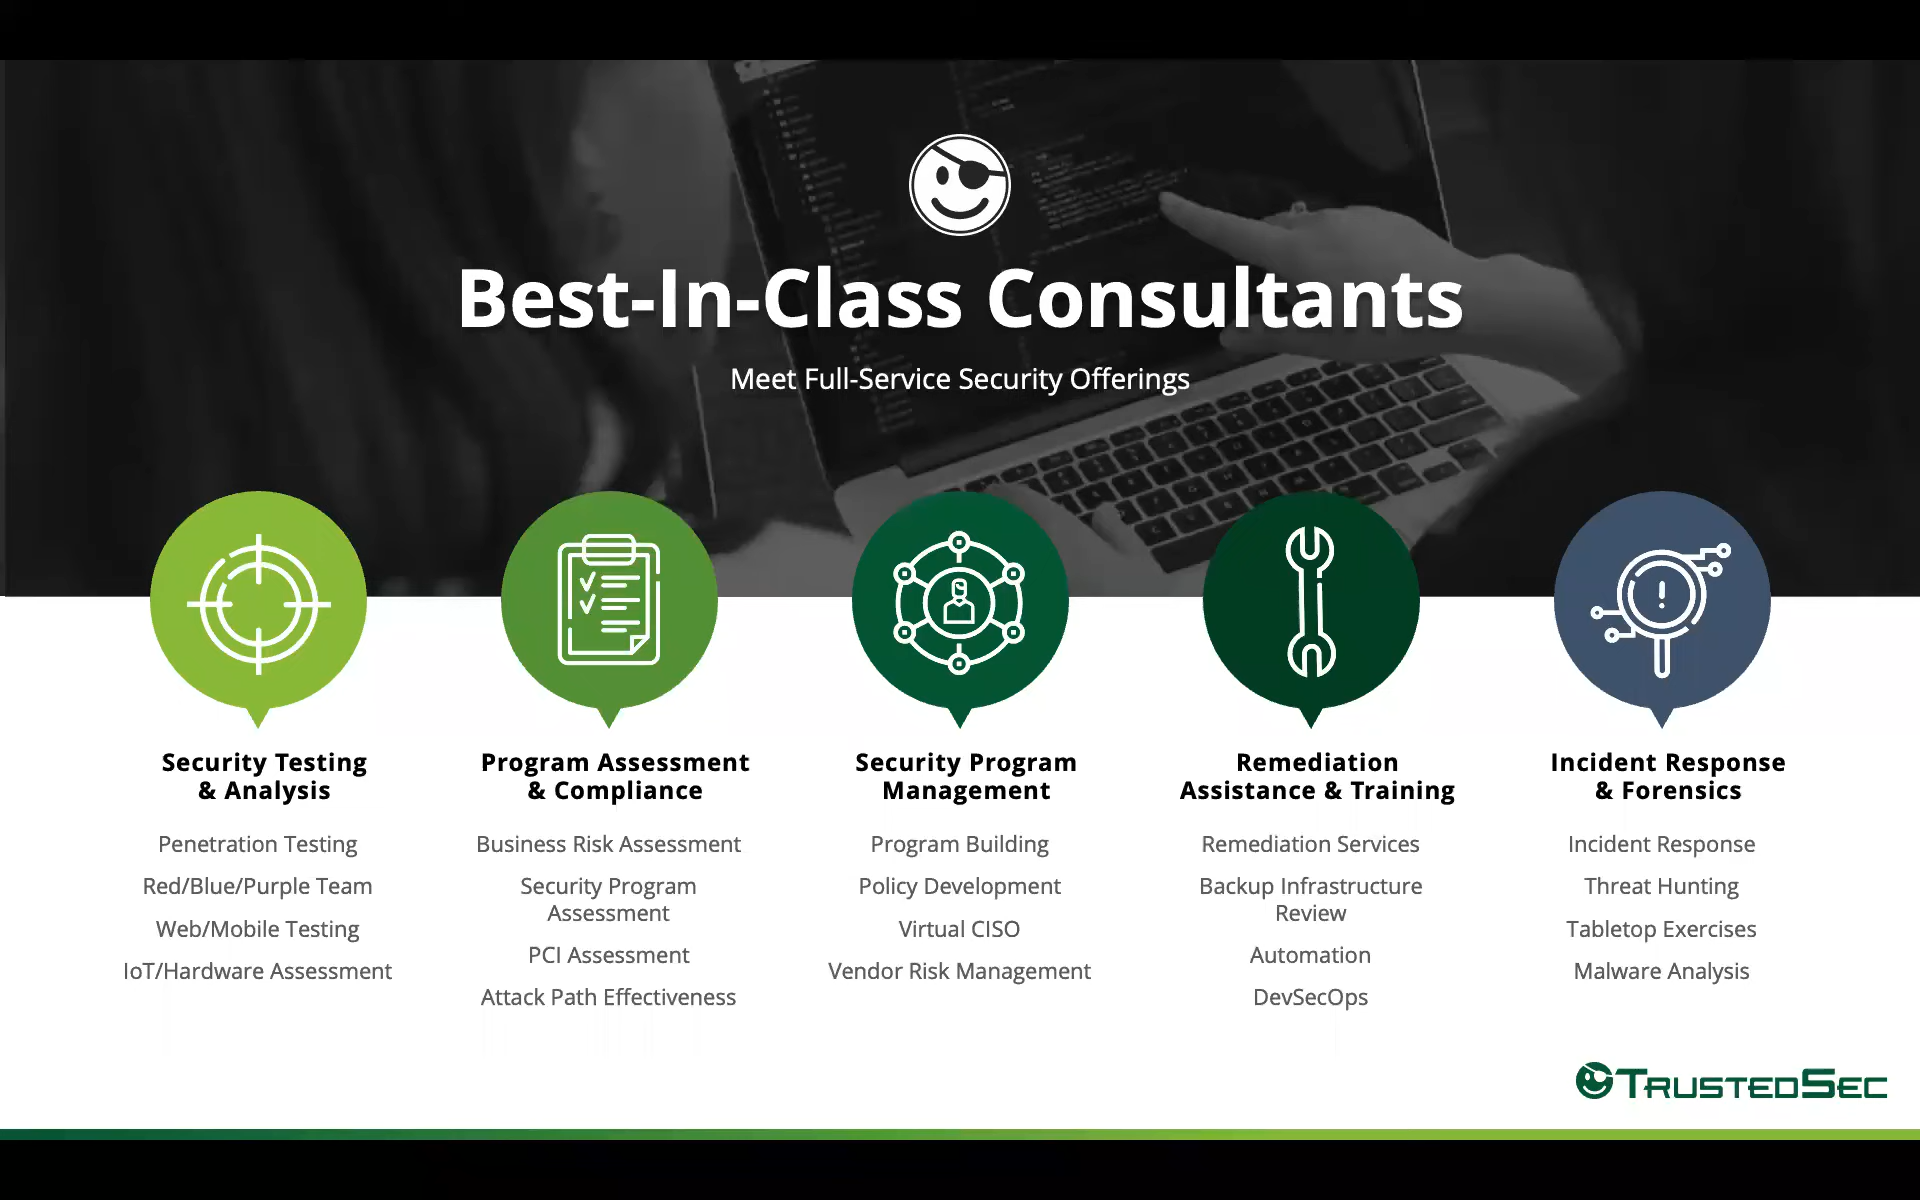 Best-In-Class Consultants
Meet Full-Service Security Offerings
Security Testing
& Analysis
Penetration Testing
Red/Blue/Purple Team
Web/Mobile Testing
IoT/Hardware Assessment
Program Assessment
& Compliance
Business Risk Assessment
Security Program
Assessment
PCI Assessment
Attack Path Effectiveness
Security Program
Management
Program Building
Policy Development
Virtual CISO
Vendor Risk Management
Remediation
Assistance & Training
Remediation Services
Backup Infrastructure
Review
Automation
DevSecOps
Incident Response
& Forensics
Incident Response
Threat Hunting
Tabletop Exercises
Malware Analysis
TRUSTEDSEC